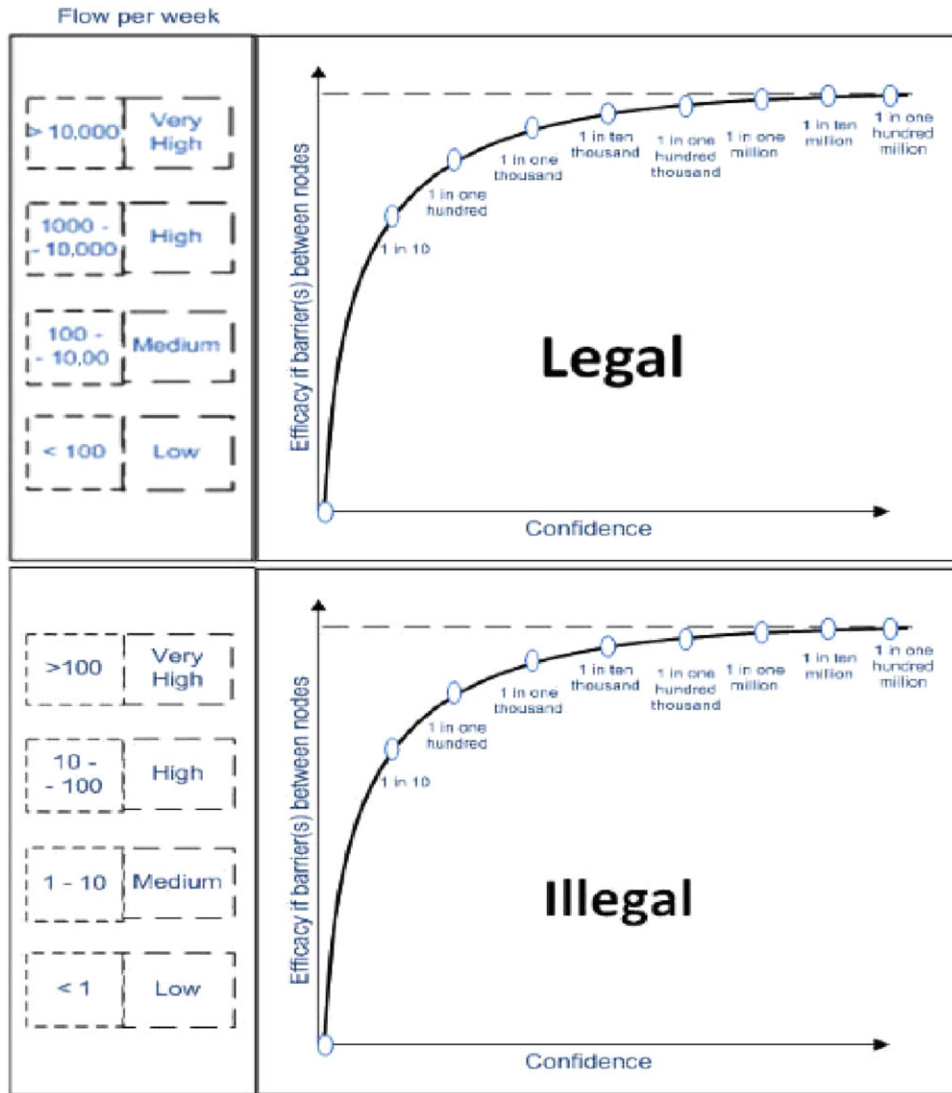 Flow per week
> 10,000
Very
High
1000 -
- 10,000
High
100 -
- 10,00
Medium
< 100
Low
Efficacy if barrier(s) between nodes
1 in 10
1 in one
hundred
1 in one
thousand
1 in ten
thousand
1 in one
hundred
thousand
1 in one
million
1 in ten
million
1 in one
hundred
million
Legal
Confidence
>100
Very
High
10 -
- 100
High
1 - 10
Medium
< 1
Low
Efficacy if barrier(s) between nodes
1 in 10
1 in one
hundred
1 in one
thousand
1 in ten
thousand
1 in one
hundred
thousand
1 in one
million
1 in ten
million
1 in one
hundred
million
Illegal
Confidence